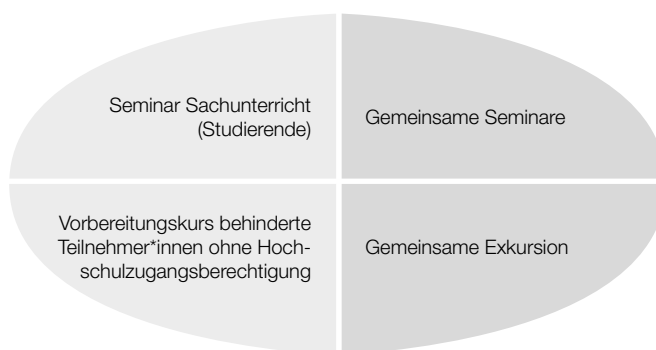 Seminar Sachunterricht
(Studierende)
Gemeinsame Seminare
Vorbereitungskurs behinderte
Teilnehmer*innen ohne Hoch-
schulzugangsberechtigung
Gemeinsame Exkursion